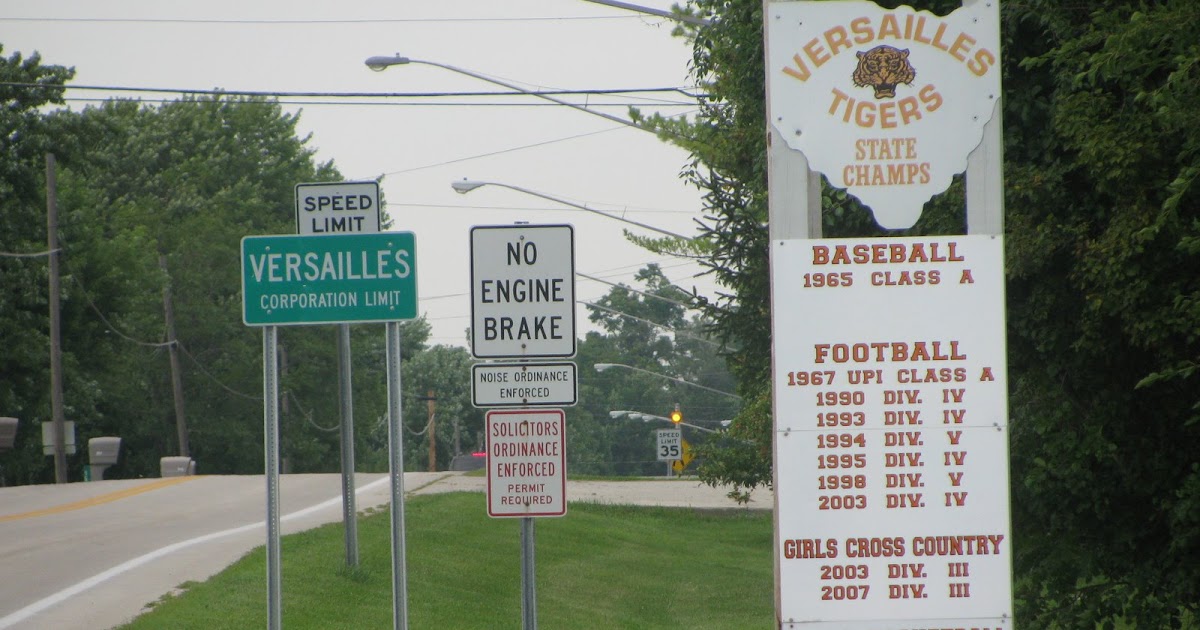 SPEED
LIMIT
VERSAILLES
CORPORATION LIMIT
NO
ENGINE
BRAKE
NOISE ORDINANCE
ENFORCED
SOLICITORS
ORDINANCE
ENFORCED
PERMIT
REQUIRED
SPEED
LIMIT
35
VERSAILLES
TIGERS
STATE
CHAMPS
BASEBALL
1965 CLASS A
FOOTBALL
1967 UPI CLASS A
1990 DIV. IV
1993 DIV. IV
1994 DIV. V
1995 DIV. IV
1998 DIV. V
2003 DIV. IV
GIRLS CROSS COUNTRY
2003 DIV. III
2007 DIV. III